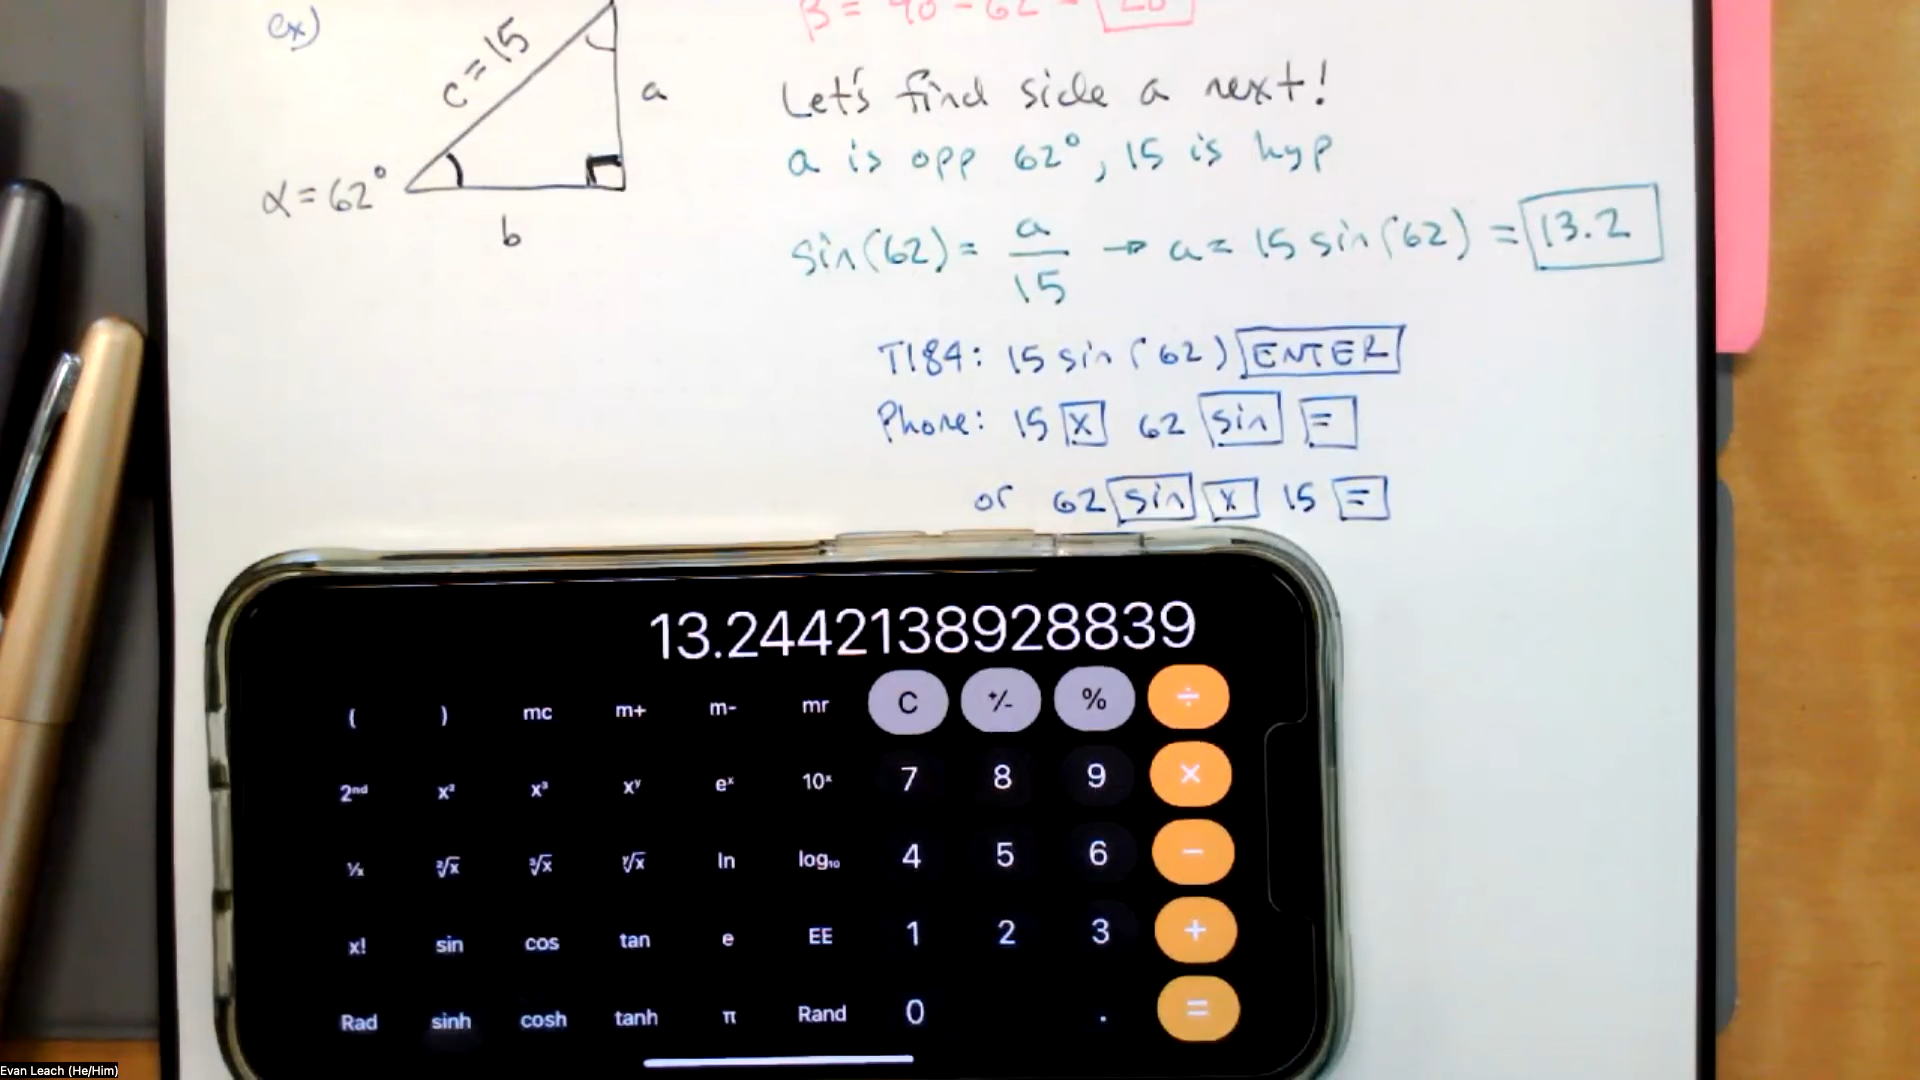 ex)
β = 90 - 62 = 28
c = 15
a
α = 62°
b
Let's find side a next!
a is opp 62°, 15 is hyp
sin(62) = a/15 → a = 15 sin(62) = 13.2
TI84: 15 sin(62) ENTER
Phone: 15 x 62 sin =
or 62 sin x 15 =
13.2442138928839
( ) mc m+ m- mr C +/- % ÷
2nd x² x³ xʸ eˣ 10ˣ 7 8 9 ×
1/x ²√x ³√x ʸ√x ln log₁₀ 4 5 6 −
x! sin cos tan e EE 1 2 3 +
Rad sinh cosh tanh π Rand 0 . =
Evan Leach (He/Him)